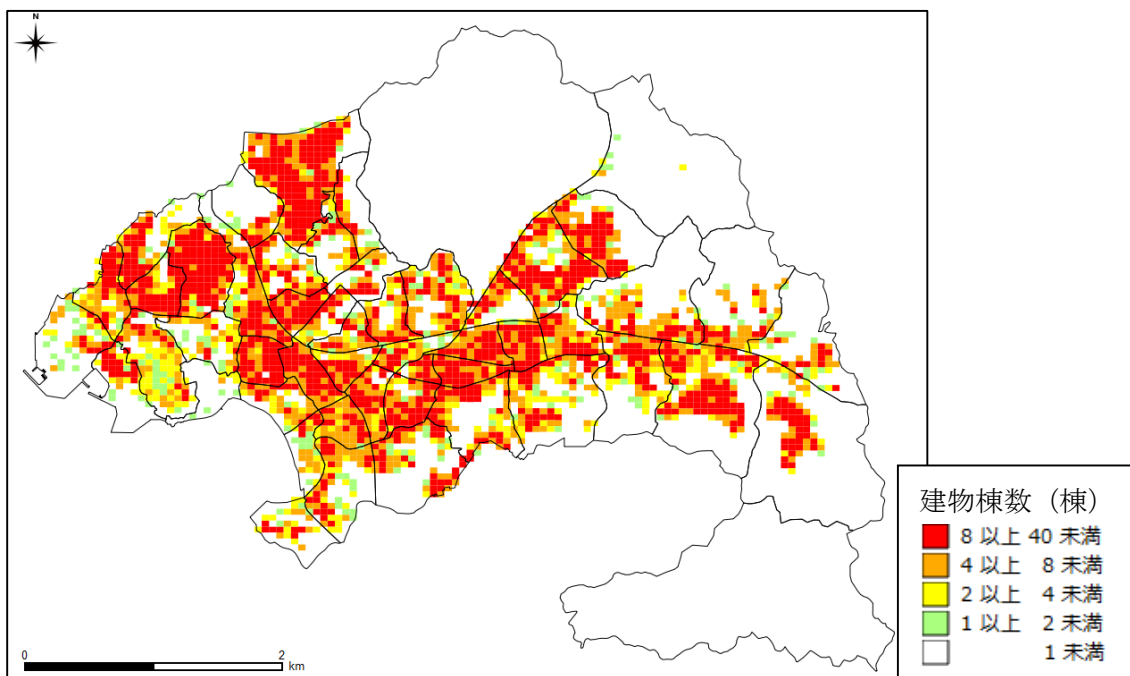 N
建物棟数（棟）
8 以上 40 未満
4 以上 8 未満
2 以上 4 未満
1 以上 2 未満
1 未満
0 2
km